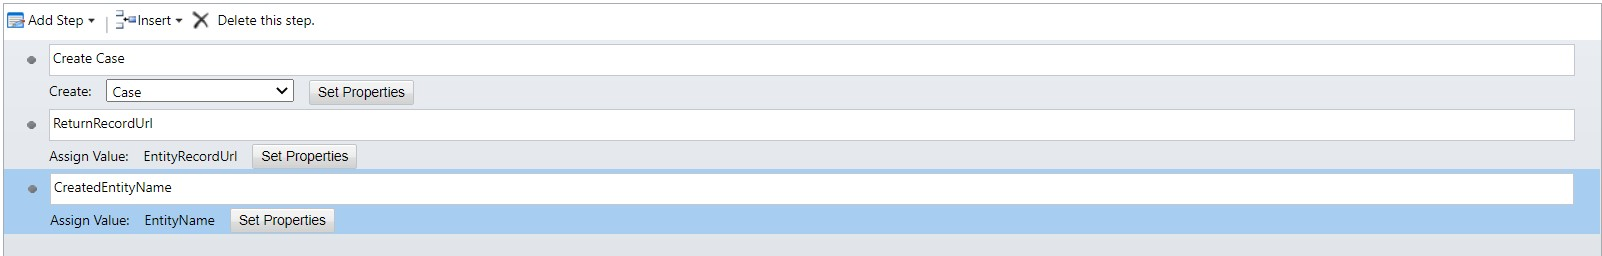 Add Step Insert Delete this step.
Create Case
Create: Case Set Properties
ReturnRecordUrl
Assign Value: EntityRecordUrl Set Properties
CreatedEntityName
Assign Value: EntityName Set Properties